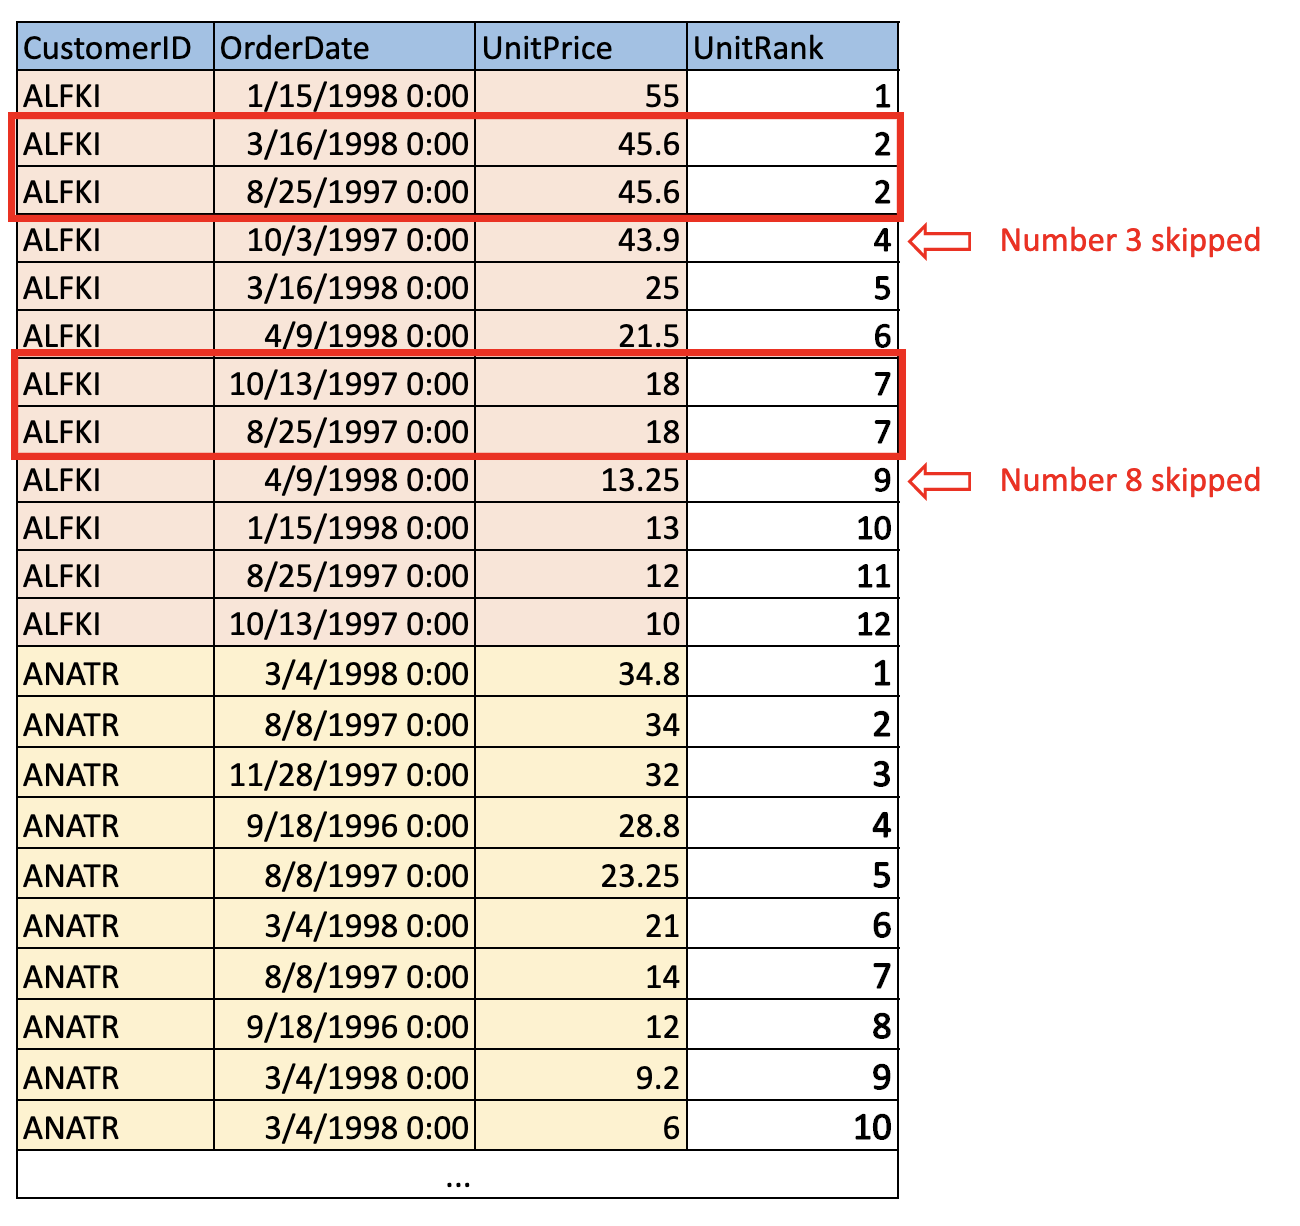 CustomerID OrderDate UnitPrice UnitRank
ALFKI 1/15/1998 0:00 55 1
ALFKI 3/16/1998 0:00 45.6 2
ALFKI 8/25/1997 0:00 45.6 2
ALFKI 10/3/1997 0:00 43.9 4 Number 3 skipped
ALFKI 3/16/1998 0:00 25 5
ALFKI 4/9/1998 0:00 21.5 6
ALFKI 10/13/1997 0:00 18 7
ALFKI 8/25/1997 0:00 18 7
ALFKI 4/9/1998 0:00 13.25 9 Number 8 skipped
ALFKI 1/15/1998 0:00 13 10
ALFKI 8/25/1997 0:00 12 11
ALFKI 10/13/1997 0:00 10 12
ANATR 3/4/1998 0:00 34.8 1
ANATR 8/8/1997 0:00 34 2
ANATR 11/28/1997 0:00 32 3
ANATR 9/18/1996 0:00 28.8 4
ANATR 8/8/1997 0:00 23.25 5
ANATR 3/4/1998 0:00 21 6
ANATR 8/8/1997 0:00 14 7
ANATR 9/18/1996 0:00 12 8
ANATR 3/4/1998 0:00 9.2 9
ANATR 3/4/1998 0:00 6 10
...